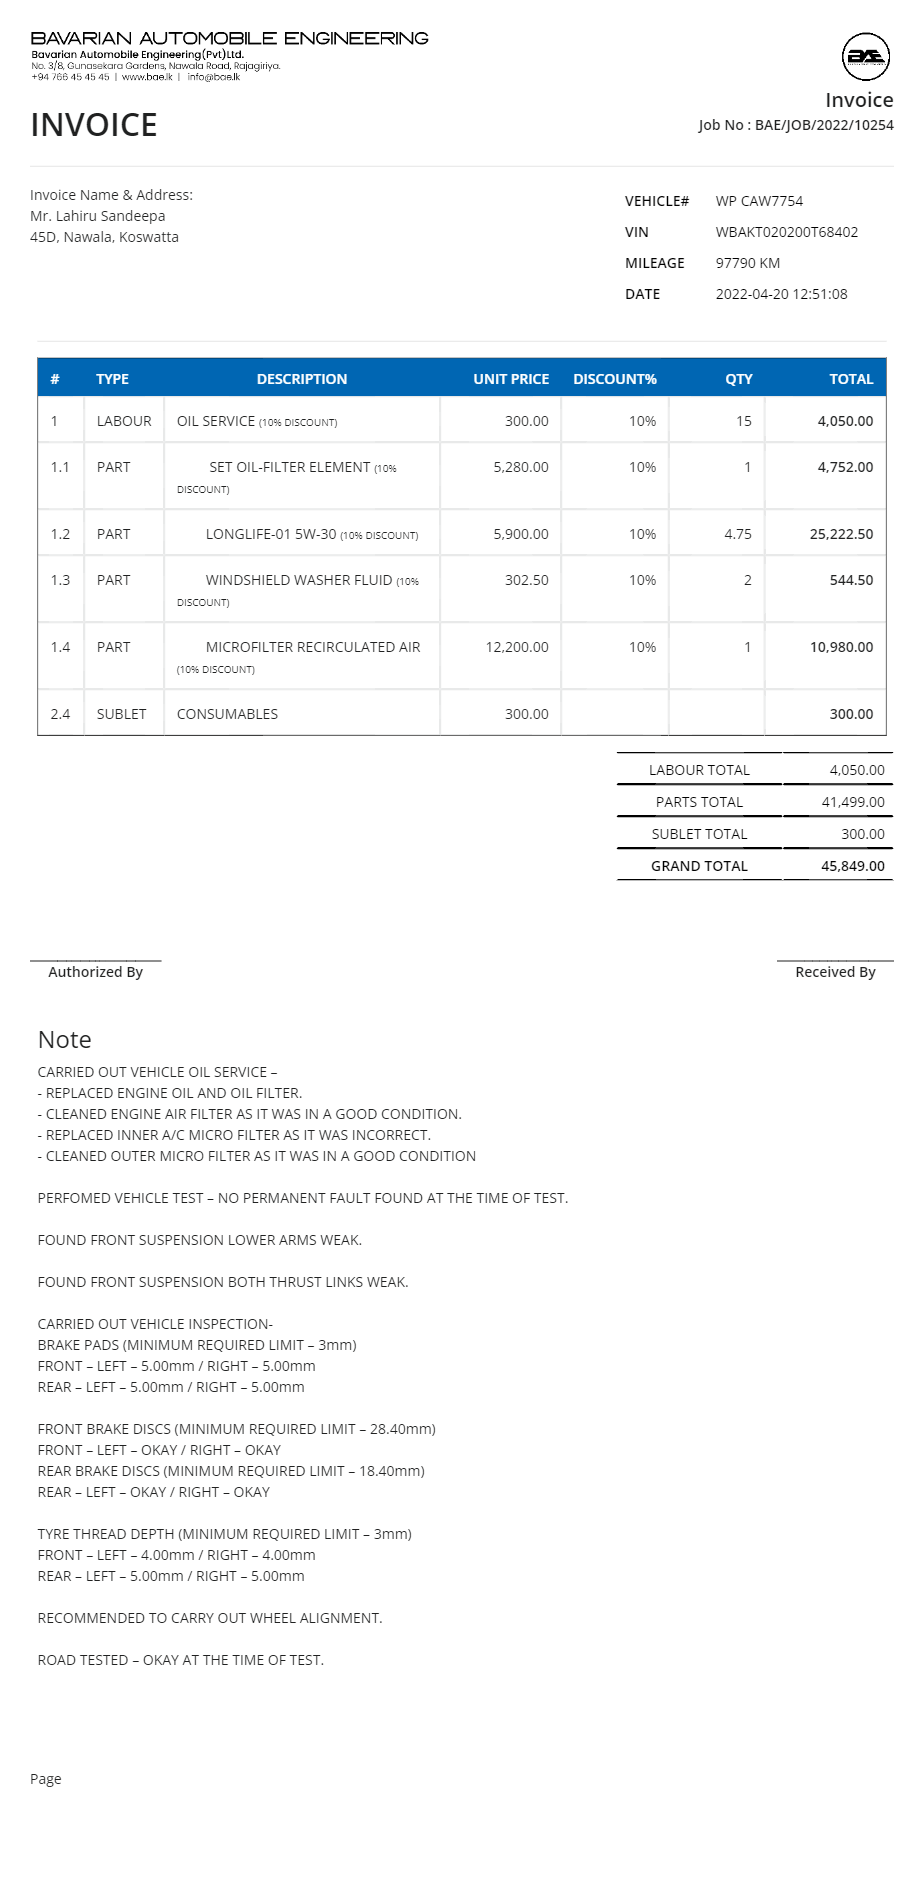 BAVARIAN AUTOMOBILE ENGINEERING
Bavarian Automobile Engineering(Pvt)Ltd.
No. 3/8, Gunasekara Gardens, Nawala Road, Rajagiriya.
+94 766 45 45 45 | www.bae.lk | info@bae.lk
BAE
Invoice
INVOICE
Job No : BAE/JOB/2022/10254
Invoice Name & Address:
Mr. Lahiru Sandeepa
45D, Nawala, Koswatta
VEHICLE# WP CAW7754
VIN WBAKT020200T68402
MILEAGE 97790 KM
DATE 2022-04-20 12:51:08
# TYPE DESCRIPTION UNIT PRICE DISCOUNT% QTY TOTAL
1 LABOUR OIL SERVICE (10% DISCOUNT) 300.00 10% 15 4,050.00
1.1 PART SET OIL-FILTER ELEMENT (10% 5,280.00 10% 1 4,752.00
DISCOUNT)
1.2 PART LONGLIFE-01 5W-30 (10% DISCOUNT) 5,900.00 10% 4.75 25,222.50
1.3 PART WINDSHIELD WASHER FLUID (10% 302.50 10% 2 544.50
DISCOUNT)
1.4 PART MICROFILTER RECIRCULATED AIR 12,200.00 10% 1 10,980.00
(10% DISCOUNT)
2.4 SUBLET CONSUMABLES 300.00 300.00
LABOUR TOTAL 4,050.00
PARTS TOTAL 41,499.00
SUBLET TOTAL 300.00
GRAND TOTAL 45,849.00
Authorized By Received By
Note
CARRIED OUT VEHICLE OIL SERVICE –
- REPLACED ENGINE OIL AND OIL FILTER.
- CLEANED ENGINE AIR FILTER AS IT WAS IN A GOOD CONDITION.
- REPLACED INNER A/C MICRO FILTER AS IT WAS INCORRECT.
- CLEANED OUTER MICRO FILTER AS IT WAS IN A GOOD CONDITION
PERFOMED VEHICLE TEST – NO PERMANENT FAULT FOUND AT THE TIME OF TEST.
FOUND FRONT SUSPENSION LOWER ARMS WEAK.
FOUND FRONT SUSPENSION BOTH THRUST LINKS WEAK.
CARRIED OUT VEHICLE INSPECTION-
BRAKE PADS (MINIMUM REQUIRED LIMIT – 3mm)
FRONT – LEFT – 5.00mm / RIGHT – 5.00mm
REAR – LEFT – 5.00mm / RIGHT – 5.00mm
FRONT BRAKE DISCS (MINIMUM REQUIRED LIMIT – 28.40mm)
FRONT – LEFT – OKAY / RIGHT – OKAY
REAR BRAKE DISCS (MINIMUM REQUIRED LIMIT – 18.40mm)
REAR – LEFT – OKAY / RIGHT – OKAY
TYRE THREAD DEPTH (MINIMUM REQUIRED LIMIT – 3mm)
FRONT – LEFT – 4.00mm / RIGHT – 4.00mm
REAR – LEFT – 5.00mm / RIGHT – 5.00mm
RECOMMENDED TO CARRY OUT WHEEL ALIGNMENT.
ROAD TESTED – OKAY AT THE TIME OF TEST.
Page